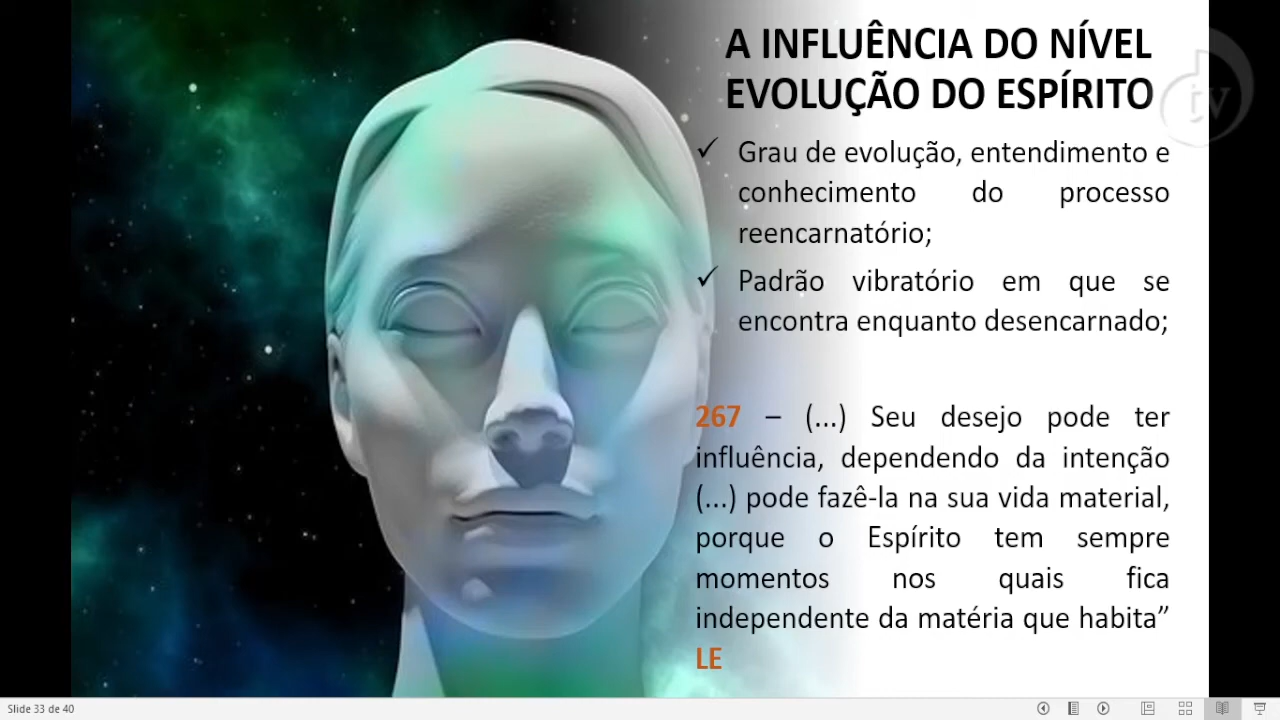 A INFLUÊNCIA DO NÍVEL
EVOLUÇÃO DO ESPÍRITO
tv
✓ Grau de evolução, entendimento e
conhecimento do processo
reencarnatório;
✓ Padrão vibratório em que se
encontra enquanto desencarnado;
267 – (...) Seu desejo pode ter
influência, dependendo da intenção
(...) pode fazê-la na sua vida material,
porque o Espírito tem sempre
momentos nos quais fica
independente da matéria que habita”
LE
Slide 33 de 40